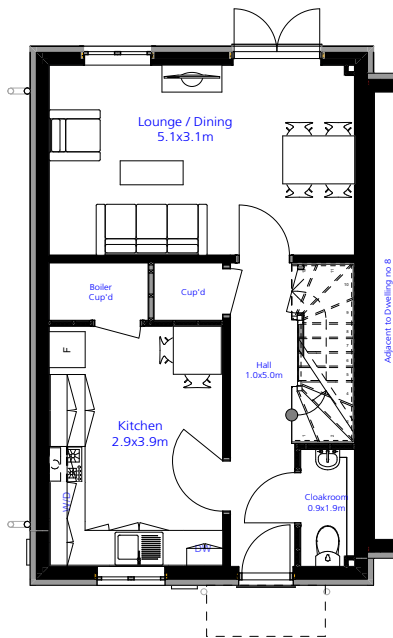 Lounge / Dining
5.1x3.1m
Adjacent to Dwelling no 8
Boiler
Cup'd
Cup'd
F
Hall
1.0x5.0m
Kitchen
2.9x3.9m
W/D
Cloakroom
0.9x1.9m
DW